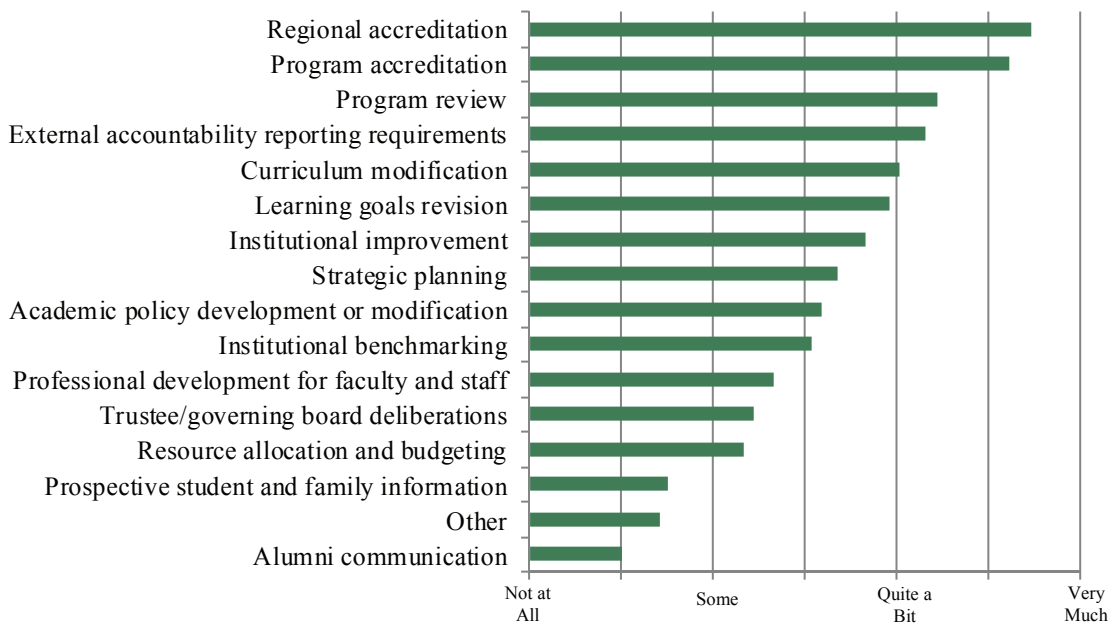 Regional accreditation
Program accreditation
Program review
External accountability reporting requirements
Curriculum modification
Learning goals revision
Institutional improvement
Strategic planning
Academic policy development or modification
Institutional benchmarking
Professional development for faculty and staff
Trustee/governing board deliberations
Resource allocation and budgeting
Prospective student and family information
Other
Alumni communication
Not at
All
Some
Quite a
Bit
Very
Much